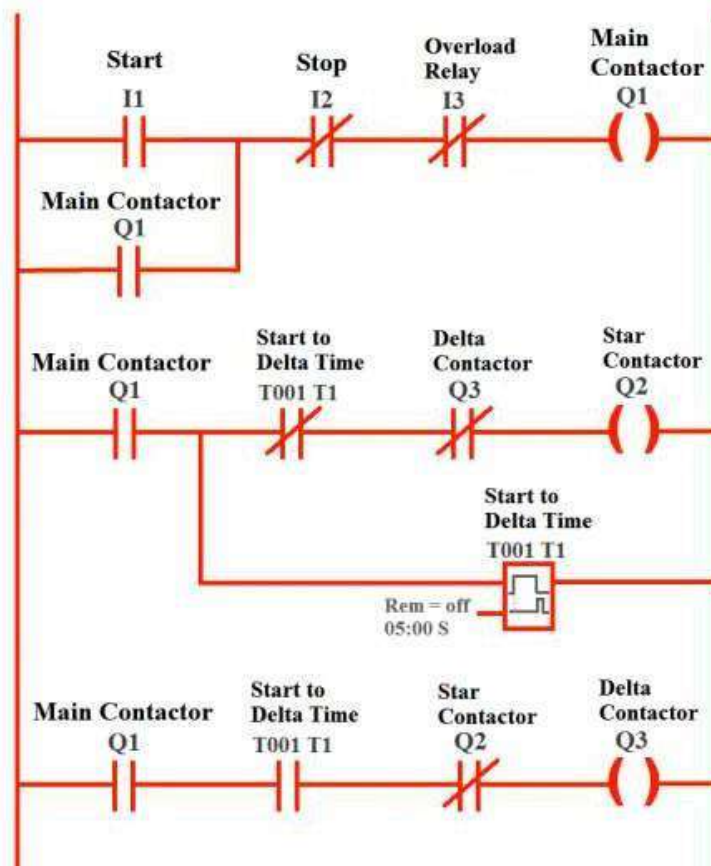 Start
I1
Stop
I2
Overload
Relay
I3
Main
Contactor
Q1
Main Contactor
Q1
Main Contactor
Q1
Start to
Delta Time
T001 T1
Delta
Contactor
Q3
Star
Contactor
Q2
Start to
Delta Time
T001 T1
Rem = off
05:00 S
Main Contactor
Q1
Start to
Delta Time
T001 T1
Star
Contactor
Q2
Delta
Contactor
Q3